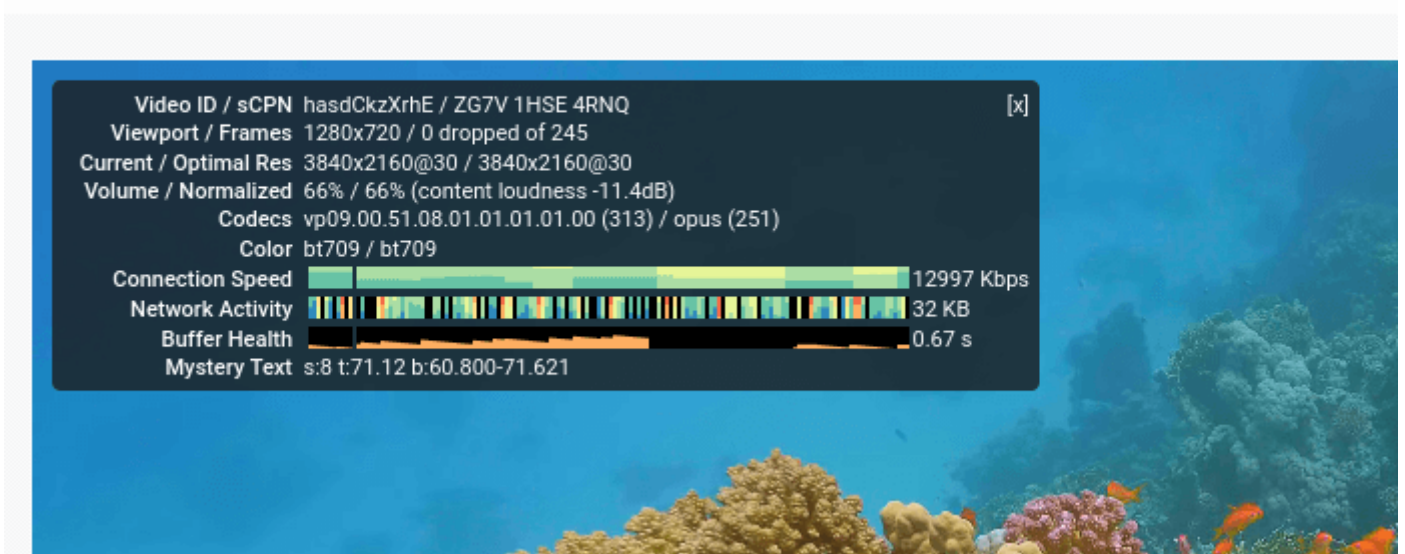 Video ID / sCPN hasdCkzXrhE / ZG7V 1HSE 4RNQ [x]
Viewport / Frames 1280x720 / 0 dropped of 245
Current / Optimal Res 3840x2160@30 / 3840x2160@30
Volume / Normalized 66% / 66% (content loudness -11.4dB)
Codecs vp09.00.51.08.01.01.01.01.00 (313) / opus (251)
Color bt709 / bt709
Connection Speed 12997 Kbps
Network Activity 32 KB
Buffer Health 0.67 s
Mystery Text s:8 t:71.12 b:60.800-71.621